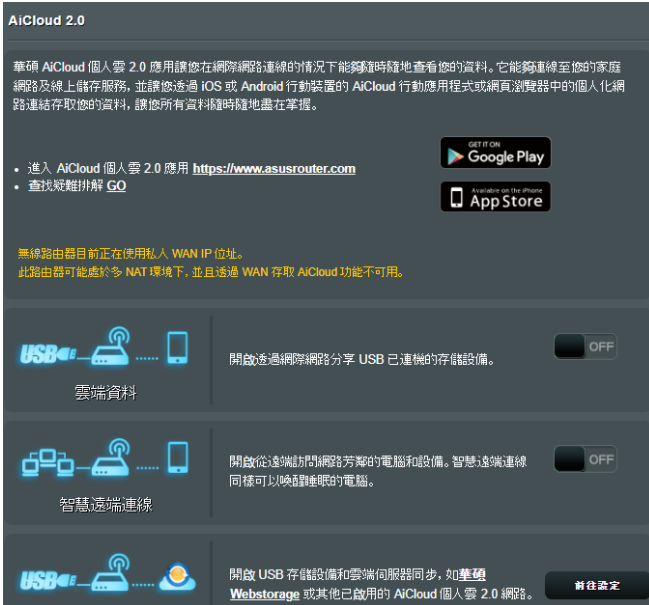 AiCloud 2.0
華碩 AiCloud 個人雲 2.0 應用讓您在網際網路連線的情況下能夠隨時隨地查看您的資料。它能夠連線至您的家庭
網路及線上儲存服務, 並讓您透過 iOS 或 Android 行動裝置的 AiCloud 行動應用程式或網頁瀏覽器中的個人化網
路連結存取您的資料, 讓您所有資料隨時隨地盡在掌握。
GET IT ON
Google Play
• 進入 AiCloud 個人雲 2.0 應用 https://www.asusrouter.com
• 查找疑難排解 GO
Available on the iPhone
App Store
無線路由器目前正在使用私人 WAN IP 位址。
此路由器可能處於多 NAT 環境下, 並且透過 WAN 存取 AiCloud 功能不可用。
USB
雲端資料
開啟透過網際網路分享 USB 已連機的存儲設備。
OFF
智慧遠端連線
開啟從遠端訪問網路芳鄰的電腦和設備。智慧遠端連線
同樣可以喚醒睡眠的電腦。
OFF
USB
開啟 USB 存儲設備和雲端伺服器同步, 如華碩
Webstorage 或其他已啟用的 AiCloud 個人雲 2.0 網路。
前往設定